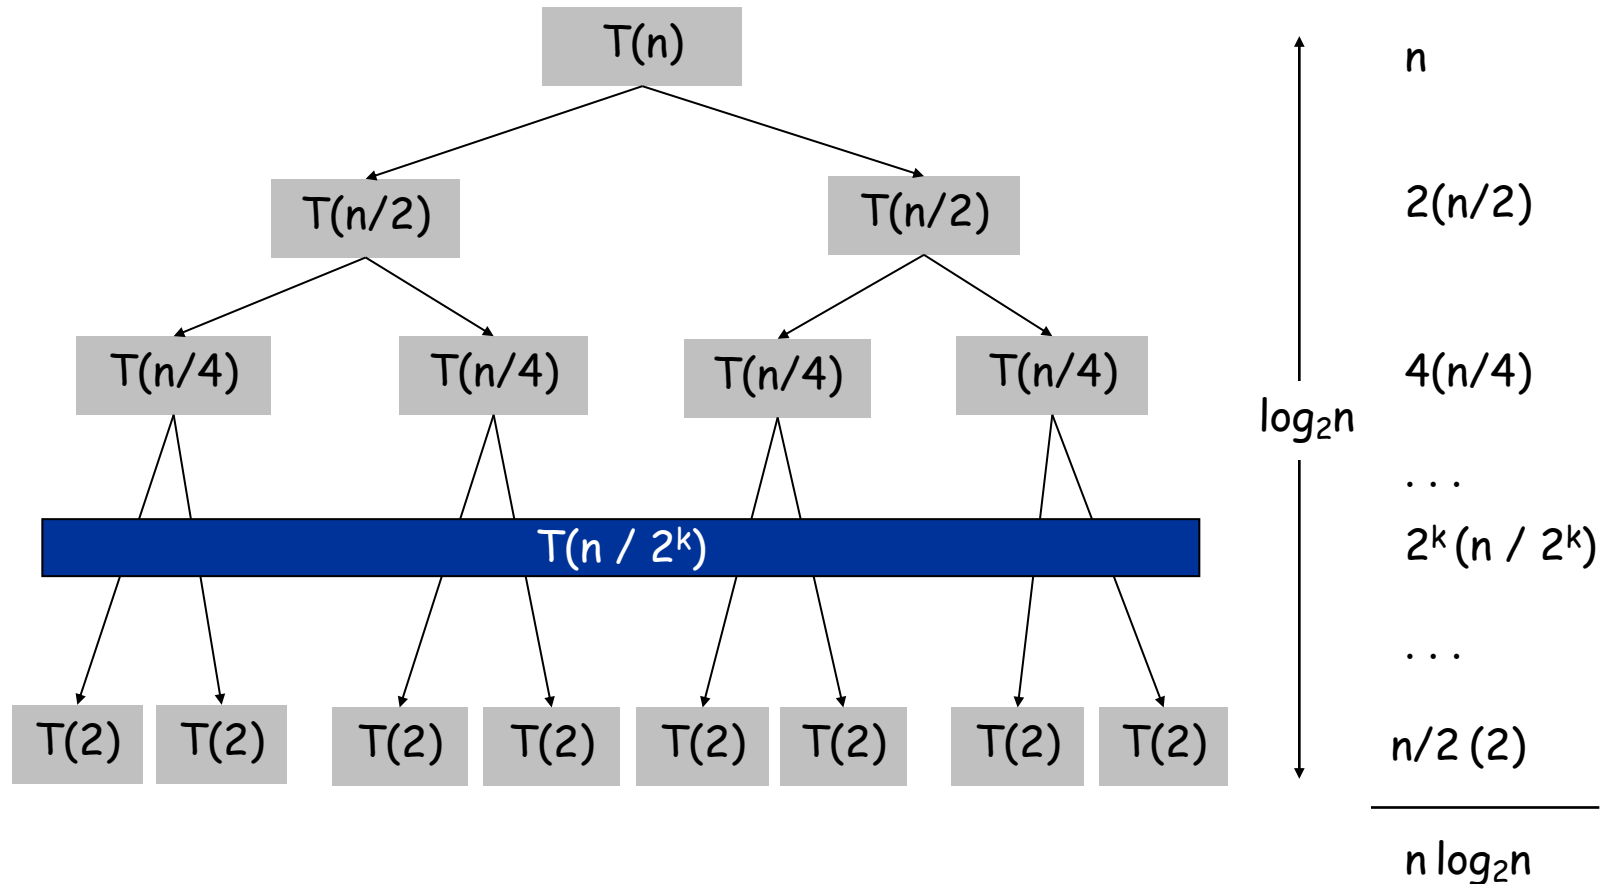 T(n) n
T(n/2) T(n/2) 2(n/2)
T(n/4) T(n/4) T(n/4) T(n/4) 4(n/4)
log₂n
. . .
T(n / 2ᵏ) 2ᵏ (n / 2ᵏ)
. . .
T(2) T(2) T(2) T(2) T(2) T(2) T(2) T(2) n/2 (2)
n log₂n